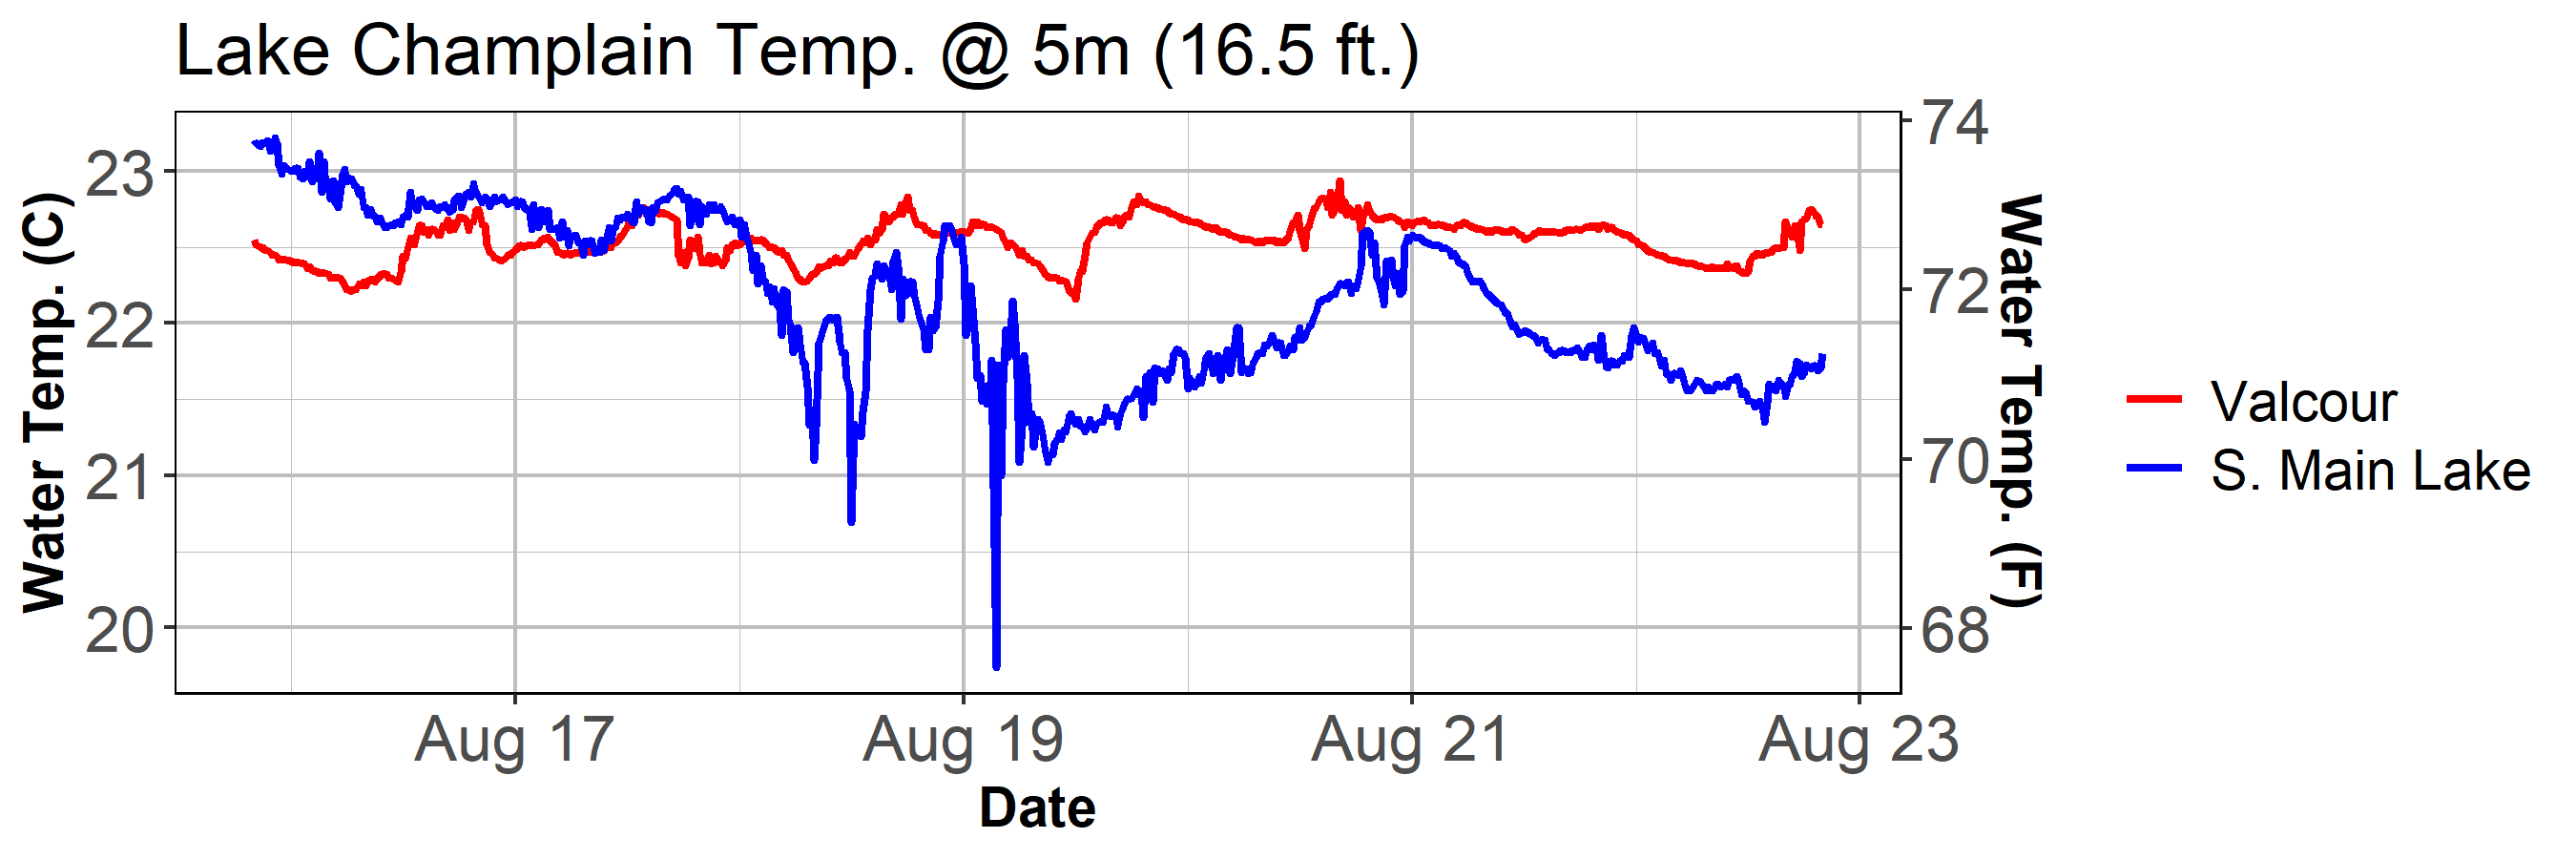 Lake Champlain Temp. @ 5m (16.5 ft.)
Water Temp. (C)
23
22
21
20
74
72
70
68
Water Temp. (F)
Aug 17
Aug 19
Aug 21
Aug 23
Date
Valcour
S. Main Lake